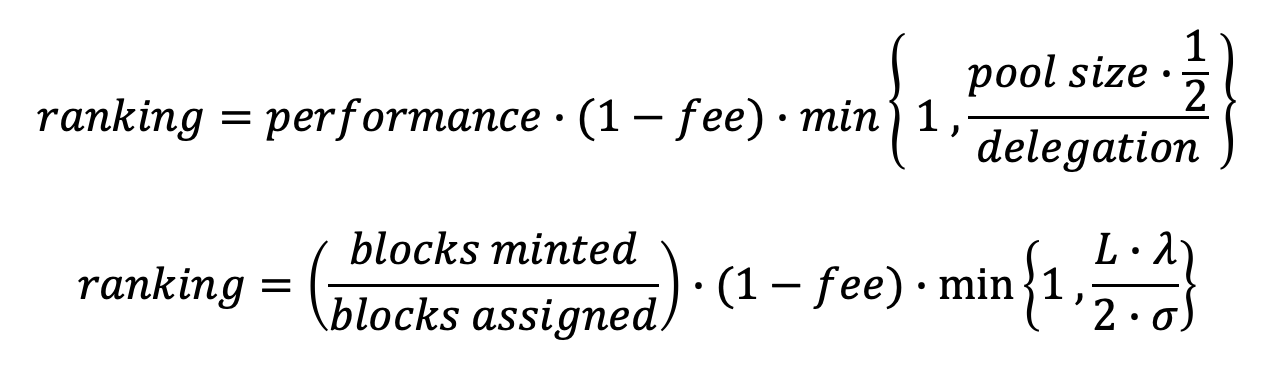 ranking = performance · (1 − fee) · min { 1 , (pool size · 1/2) / delegation }
ranking = ( blocks minted / blocks assigned ) · (1 − fee) · min { 1 , (L · λ) / (2 · σ) }